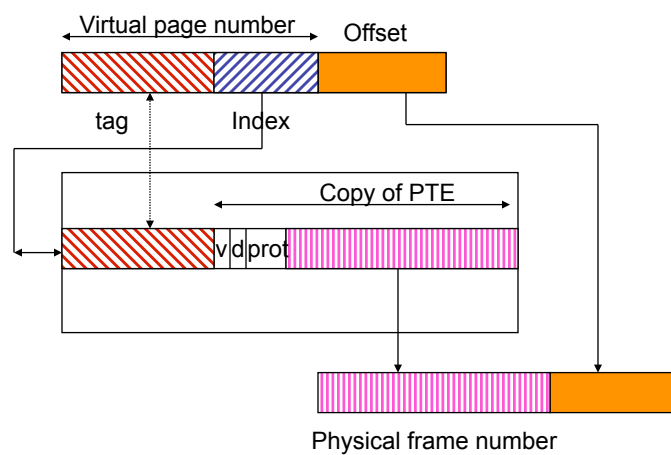 Virtual page number
Offset
tag
Index
Copy of PTE
v d prot
Physical frame number